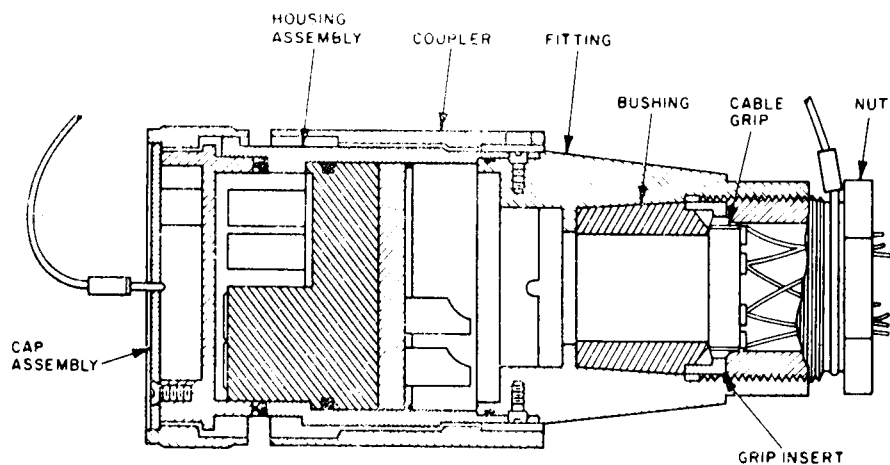 HOUSING
ASSEMBLY
COUPLER
FITTING
BUSHING
CABLE
GRIP
NUT
CAP
ASSEMBLY
GRIP INSERT